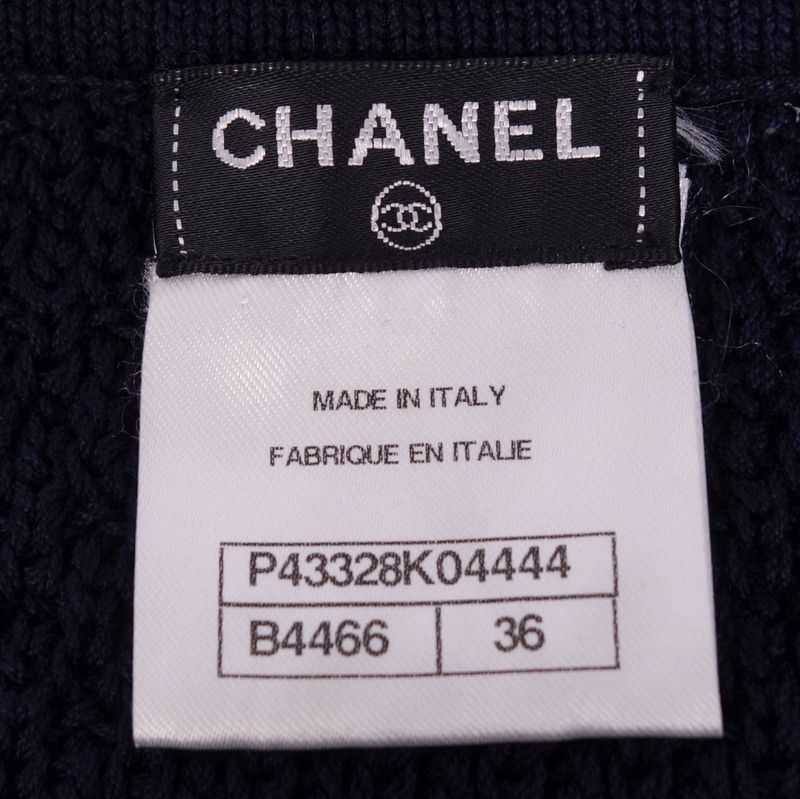 CHANEL
MADE IN ITALY
FABRIQUE EN ITALIE
P43328K04444
B4466 36